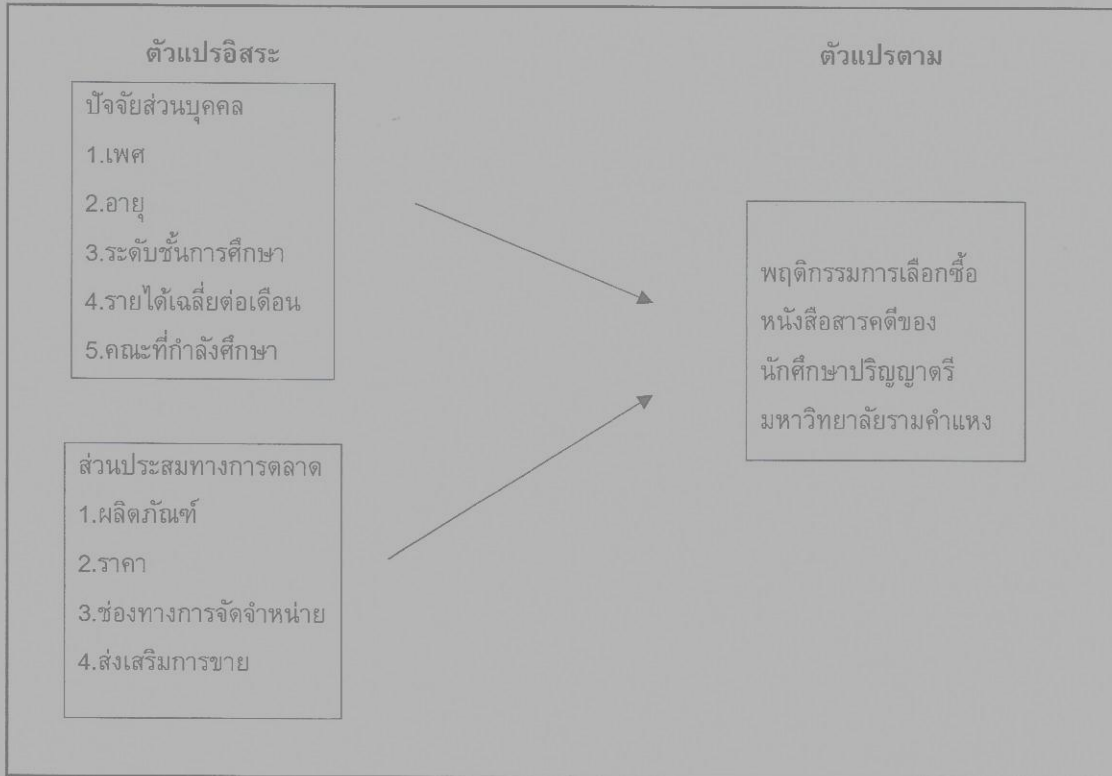 ตัวแปรอิสระ
ปัจจัยส่วนบุคคล
1.เพศ
2.อายุ
3.ระดับชั้นการศึกษา
4.รายได้เฉลี่ยต่อเดือน
5.คณะที่กำลังศึกษา
ส่วนประสมทางการตลาด
1.ผลิตภัณฑ์
2.ราคา
3.ช่องทางการจัดจำหน่าย
4.ส่งเสริมการขาย
ตัวแปรตาม
พฤติกรรมการเลือกซื้อ
หนังสือสารคดีของ
นักศึกษาปริญญาตรี
มหาวิทยาลัยรามคำแหง